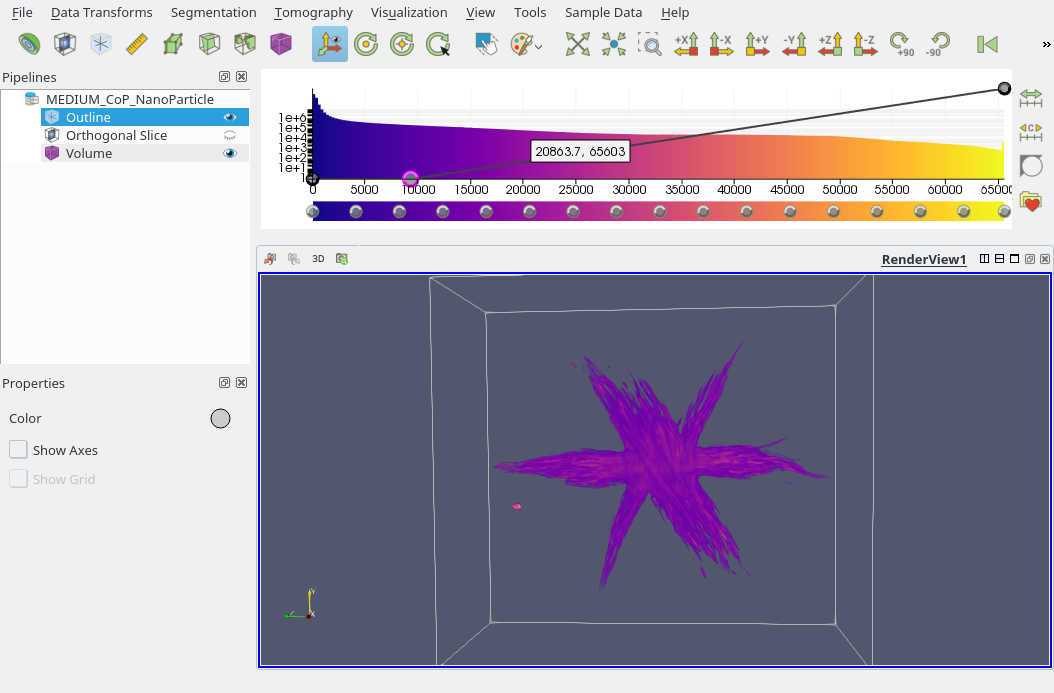 File Data Transforms Segmentation Tomography Visualization View Tools Sample Data Help
+X -X +Y -Y +Z -Z +90 -90 »
Pipelines
MEDIUM_CoP_NanoParticle
Outline
Orthogonal Slice
Volume
Properties
Color
Show Axes
Show Grid
1e+6
1e+5
1e+4
1e+3
1e+2
1e+1
20863.7, 65603
0 5000 10000 15000 20000 25000 30000 35000 40000 45000 50000 55000 60000 65000
C
3D RenderView1
Y
Z X